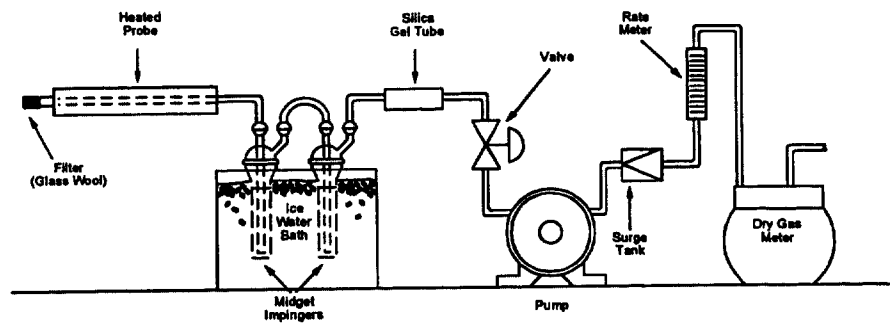 Heated
Probe
Silica
Gel Tube
Rate
Meter
Valve
Filter
(Glass Wool)
Ice
Water
Bath
Midget
Impingers
Pump
Surge
Tank
Dry Gas
Meter